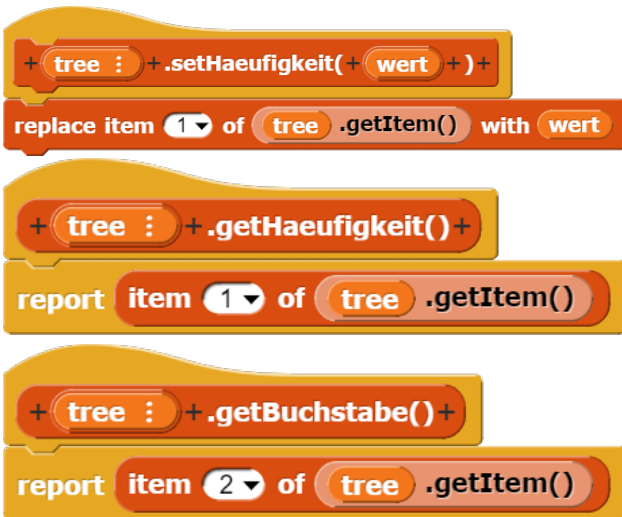 + tree ⋮ + .setHaeufigkeit( + wert + ) +
replace item 1 of tree .getItem() with wert
+ tree ⋮ + .getHaeufigkeit() +
report item 1 of tree .getItem()
+ tree ⋮ + .getBuchstabe() +
report item 2 of tree .getItem()